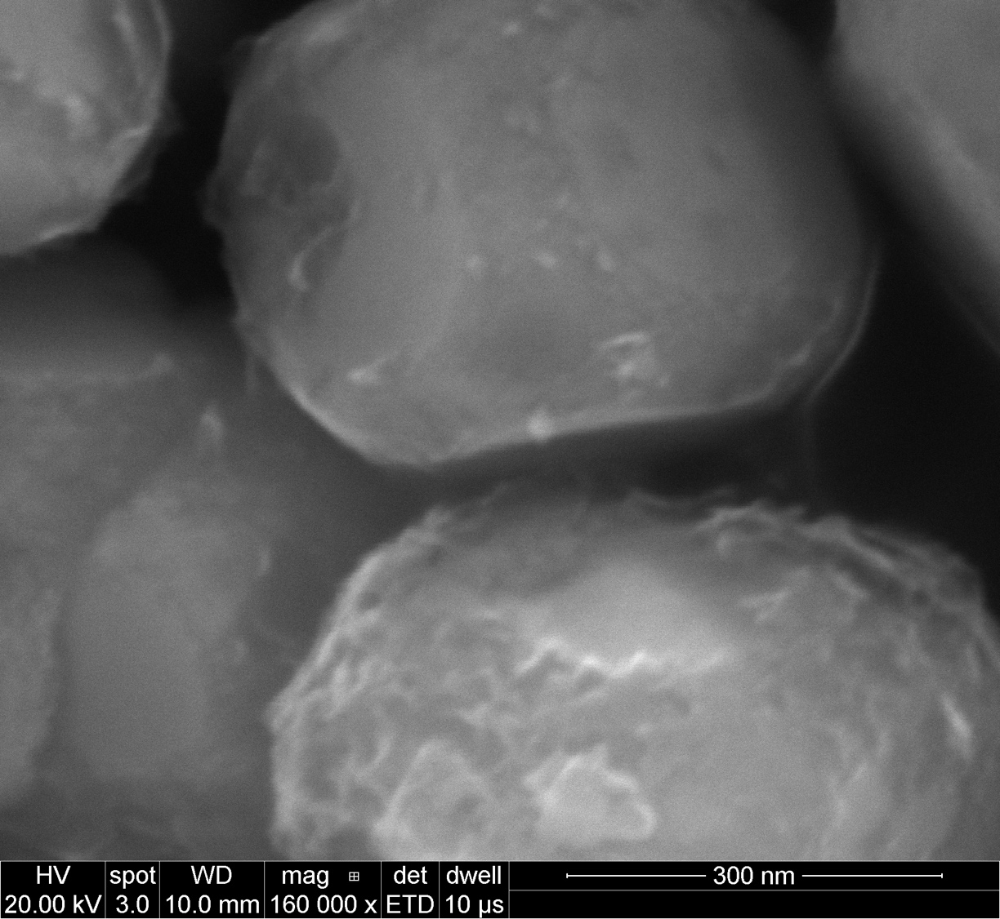 HV spot WD mag ⊞ det dwell
20.00 kV 3.0 10.0 mm 160 000 x ETD 10 µs
300 nm